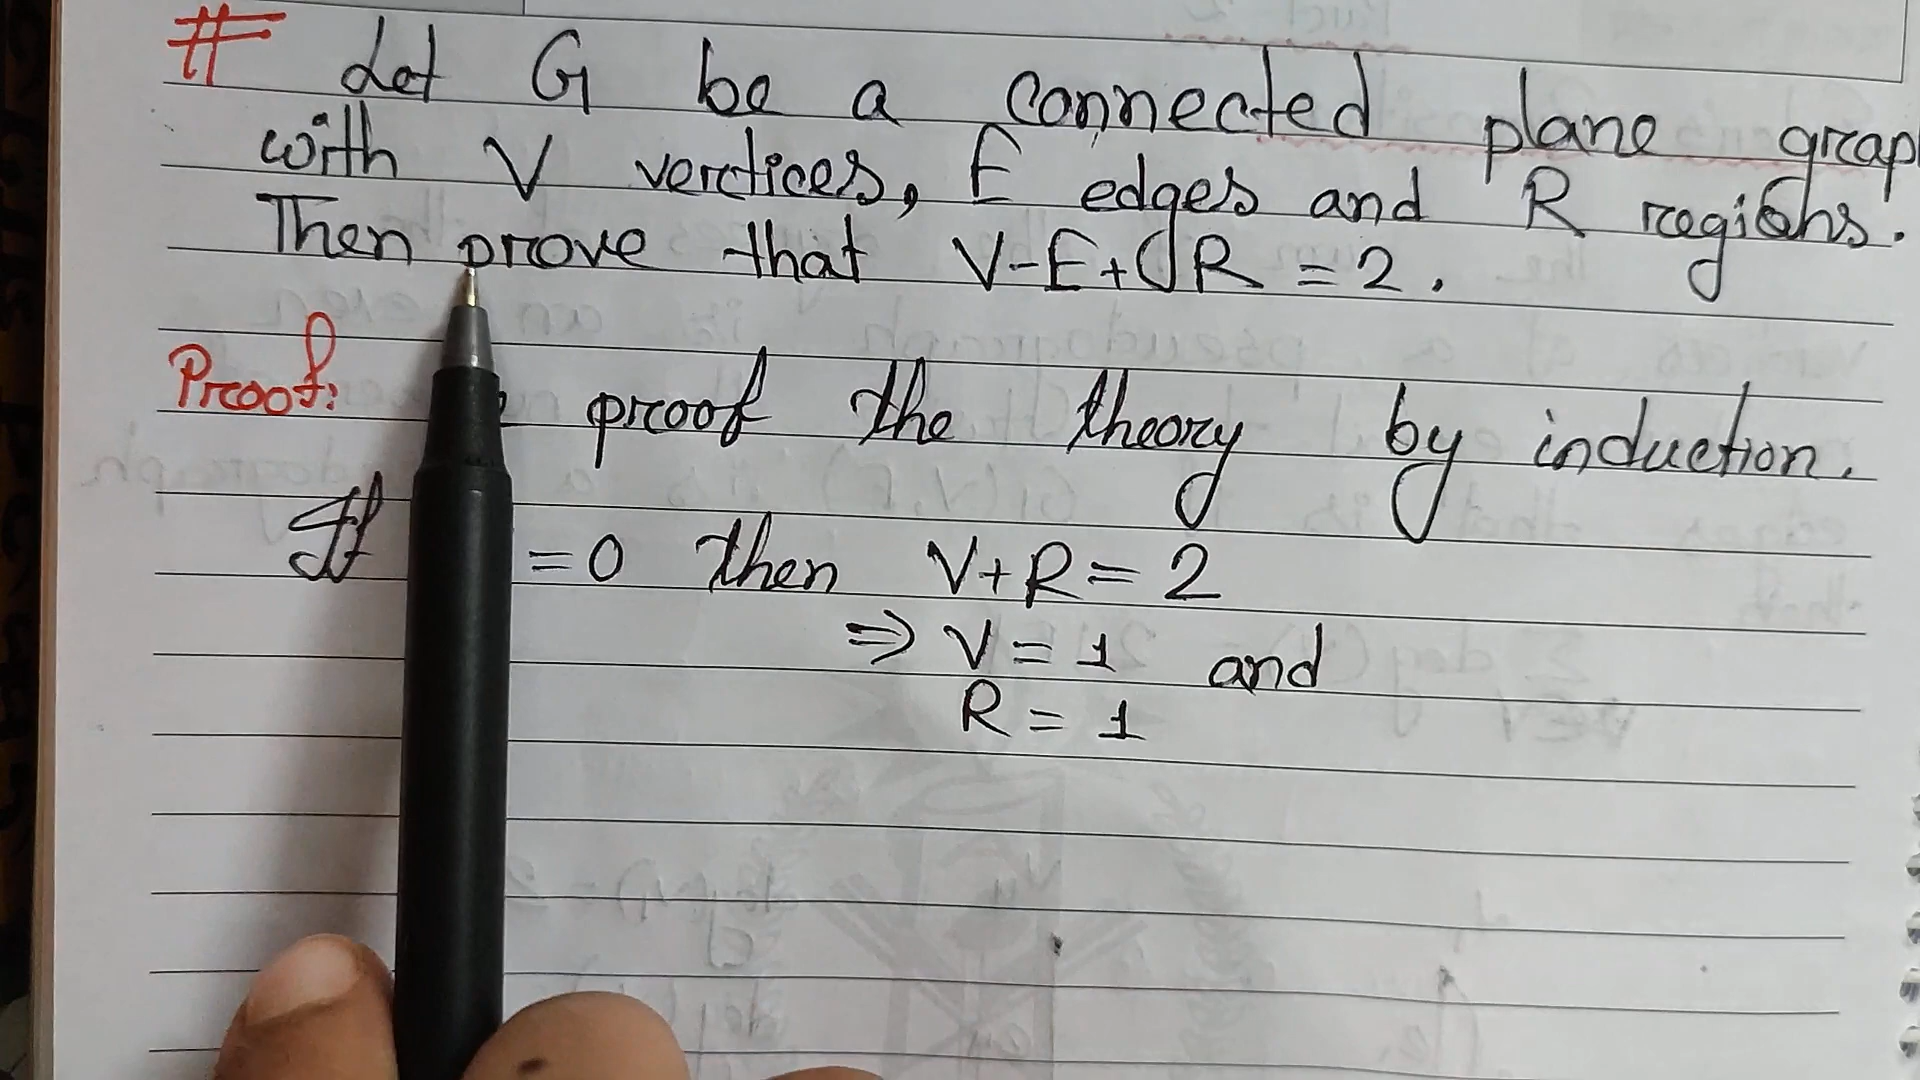 # Let G be a connected plane grap
with V vertices, E edges and R regions.
Then prove that V-E+R=2.
Proof: proof the theory by induction.
If =0 then V+R=2
⇒ V=1 and
R=1